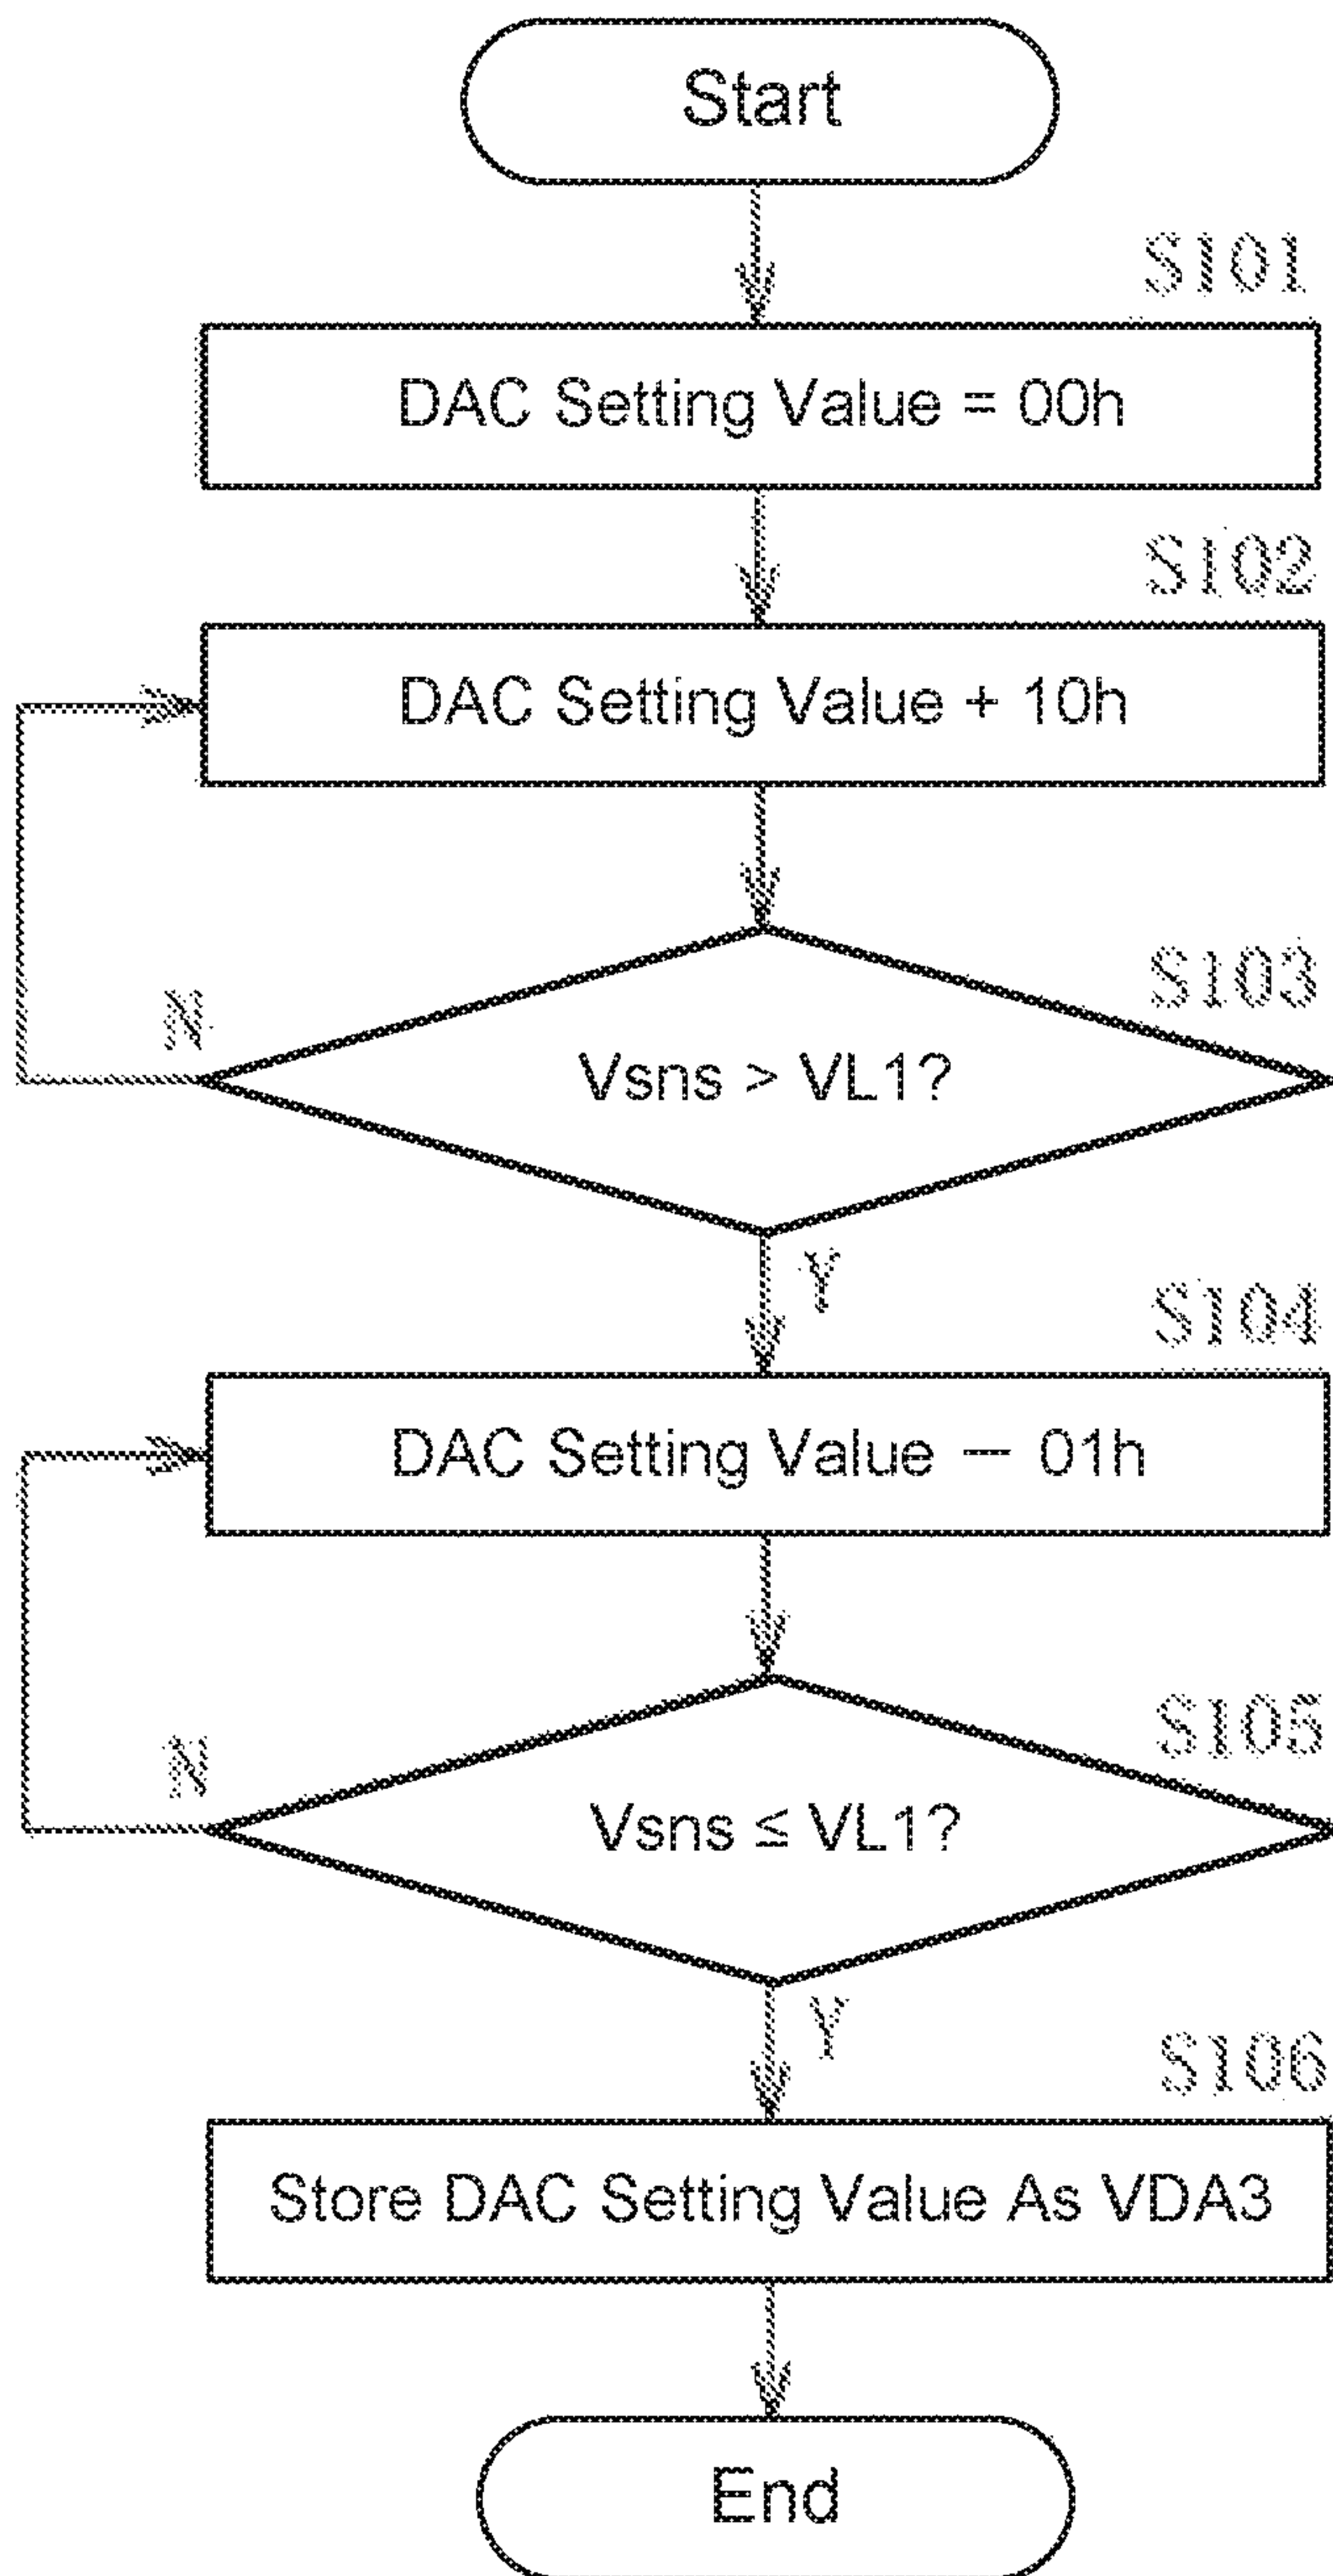 Start
S101
DAC Setting Value = 00h
S102
DAC Setting Value + 10h
S103
N
Vsns > VL1?
Y
S104
DAC Setting Value — 01h
S105
N
Vsns ≤ VL1?
Y
S106
Store DAC Setting Value As VDA3
End